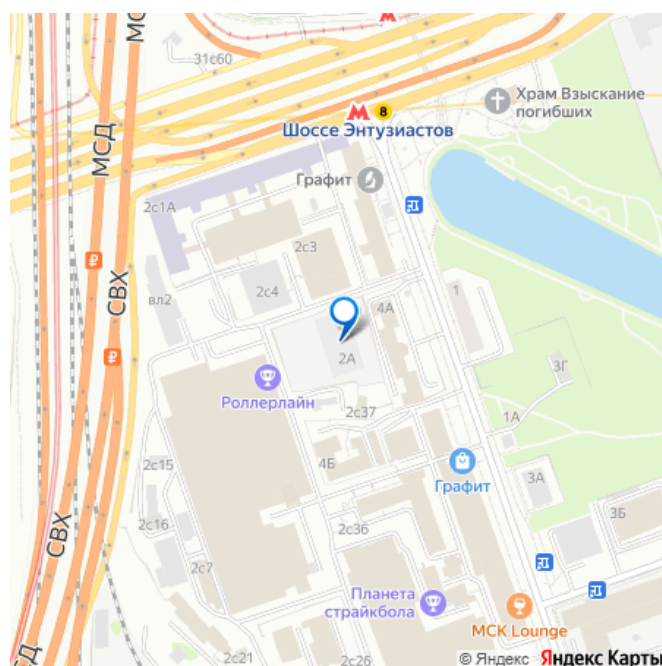 МС
31с60
М
МСД
М 8
Храм Взыскание
погибших
Шоссе Энтузиастов
Графит
2с1А
2с3
СВХ
вл2
2с4
4А
1
2А
3Г
Роллерлайн
2с37
1А
4Б
2с15
Графит
3А
2с16
2с36
3Б
СВХ
2с7
Планета
страйкбола
MCK Lounge
2с21
2с26
© Яндекс Яндекс Карты